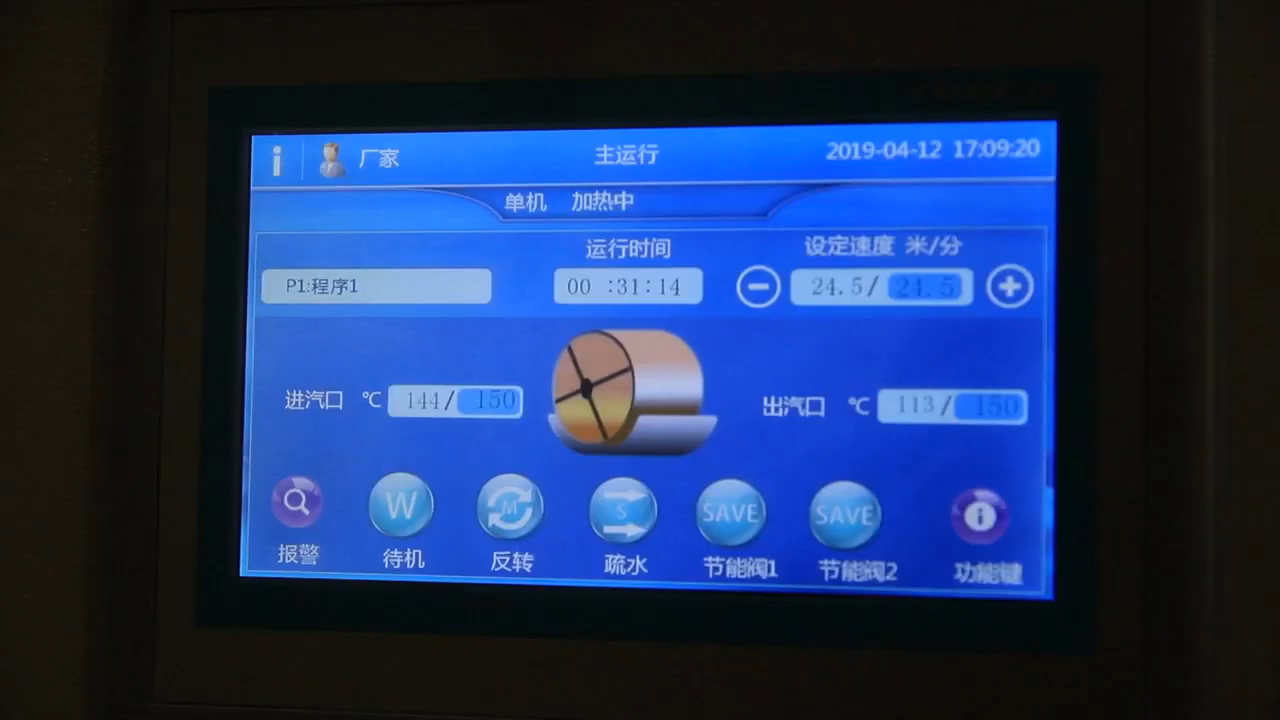 厂家 主运行 2019-04-12 17:09:20
单机 加热中
运行时间 设定速度 米/分
P1:程序1 00 :31:14 24.5/ 24.5
进汽口 ℃ 144/ 150 出汽口 ℃ 113/ 150
W M S SAVE SAVE
报警 待机 反转 疏水 节能阀1 节能阀2 功能键